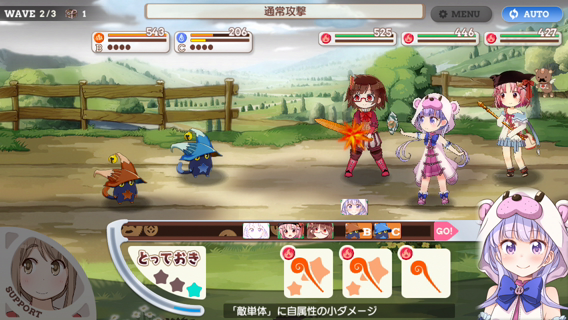 WAVE 2/3 1
通常攻撃
MENU
AUTO
543
B
206
C
525
446
427
B
C
GO!
とっておき
SUPPORT
「敵単体」に自属性の小ダメージ